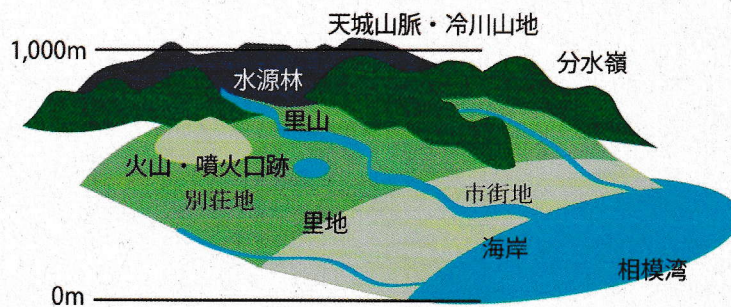 天城山脈・冷川山地
1,000m
分水嶺
水源林
里山
火山・噴火口跡
別荘地
市街地
里地
海岸
相模湾
0m